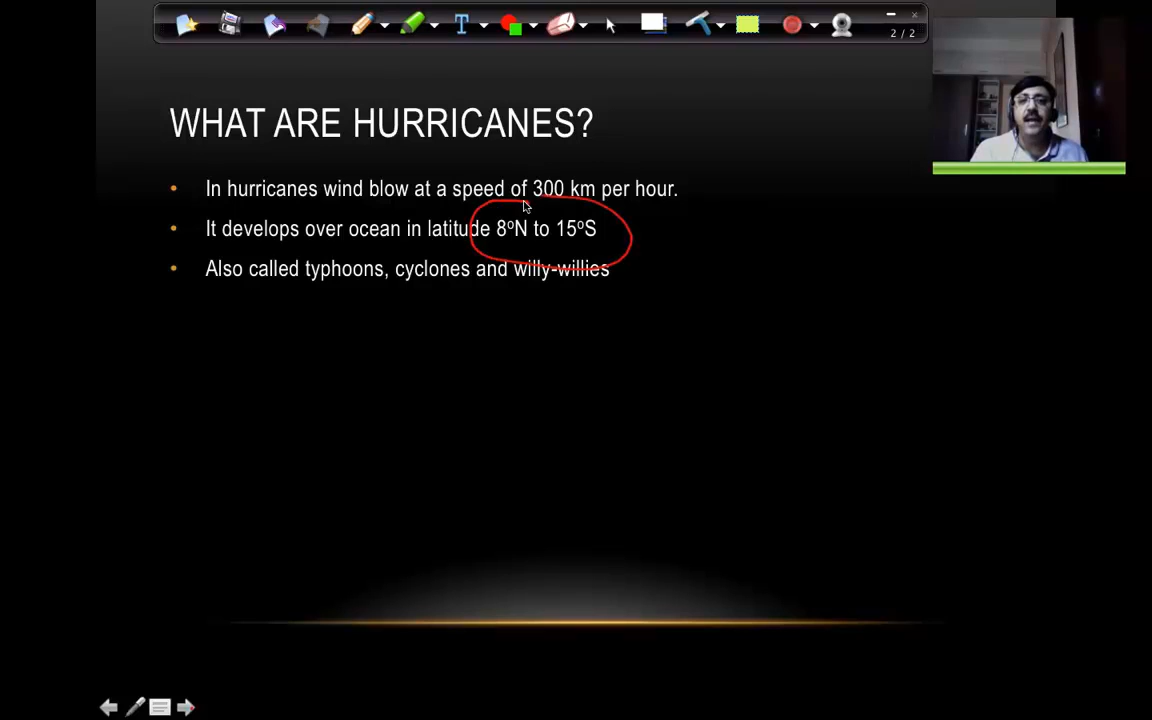 T
2 / 2
WHAT ARE HURRICANES?
• In hurricanes wind blow at a speed of 300 km per hour.
• It develops over ocean in latitude 8ºN to 15ºS
• Also called typhoons, cyclones and willy-willies